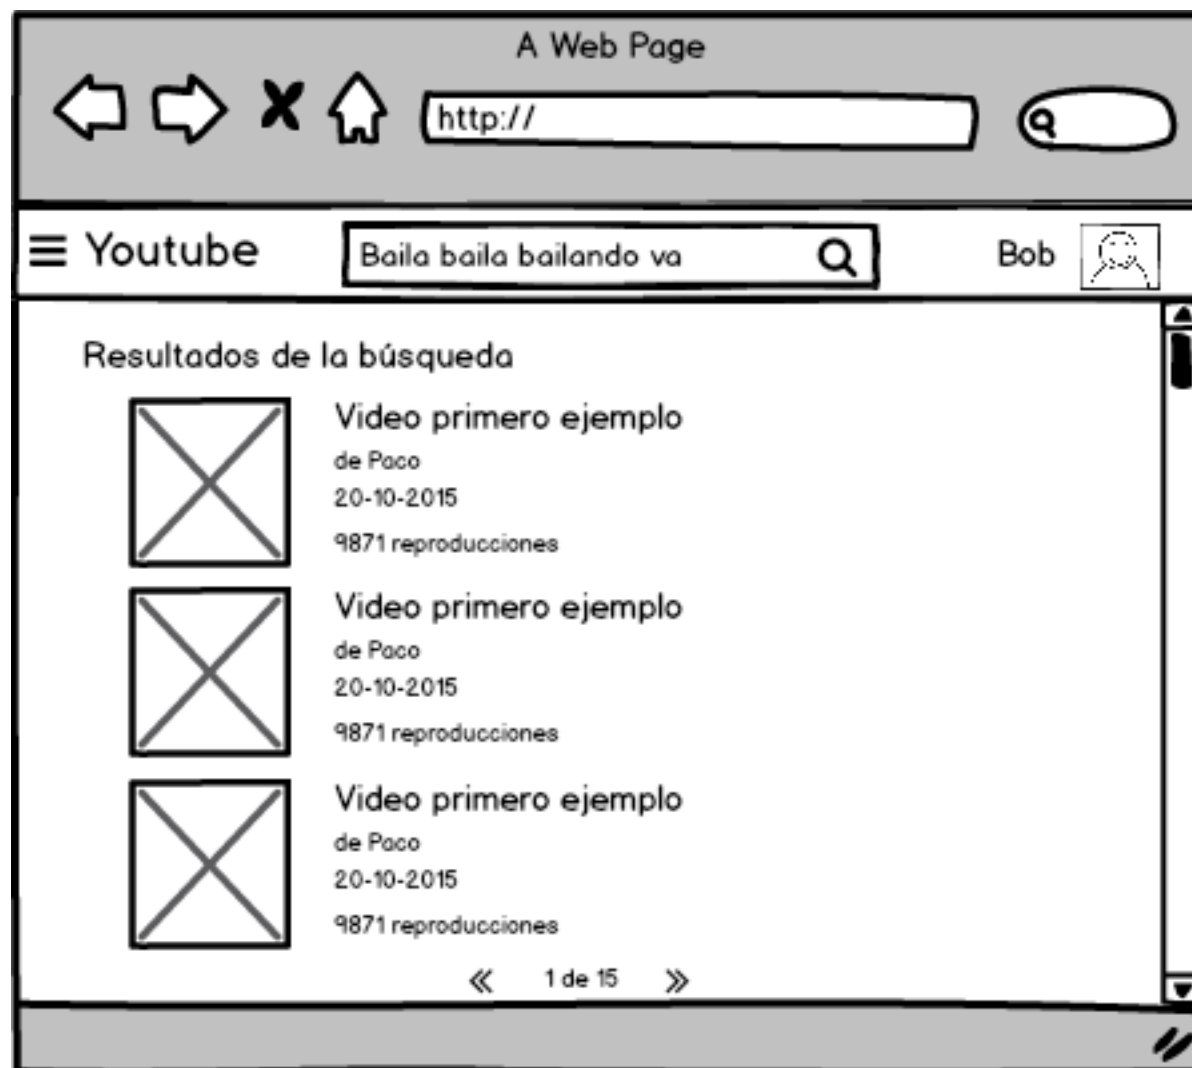 A Web Page
http://
Youtube
Baila baila bailando va
Bob
Resultados de la búsqueda
Video primero ejemplo
de Paco
20-10-2015
9871 reproducciones
Video primero ejemplo
de Paco
20-10-2015
9871 reproducciones
Video primero ejemplo
de Paco
20-10-2015
9871 reproducciones
1 de 15